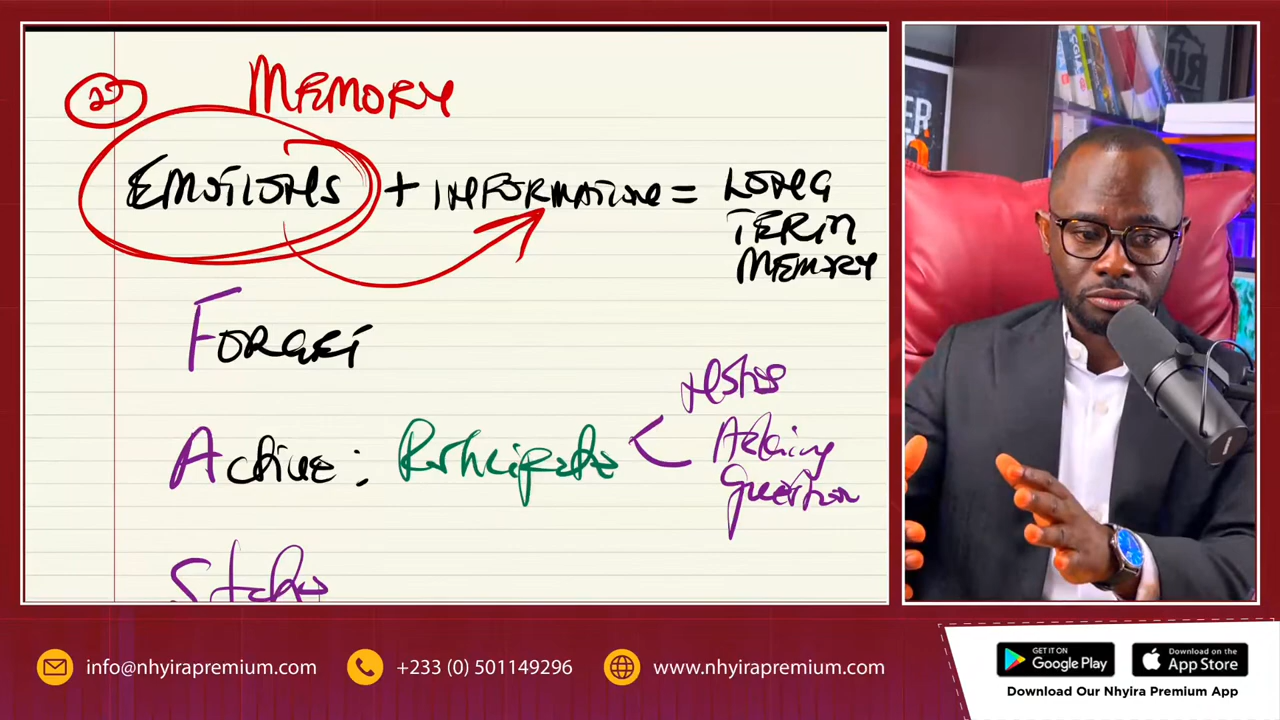 2
MEMORY
EMOTIONS + INFORMATION = LONG
TERM
MEMORY
FORGET
Active : Participate <
Asking
Question
State
info@nhyirapremium.com
+233 (0) 501149296
www.nhyirapremium.com
GET IT ON
Google Play
Download on the
App Store
Download Our Nhyira Premium App